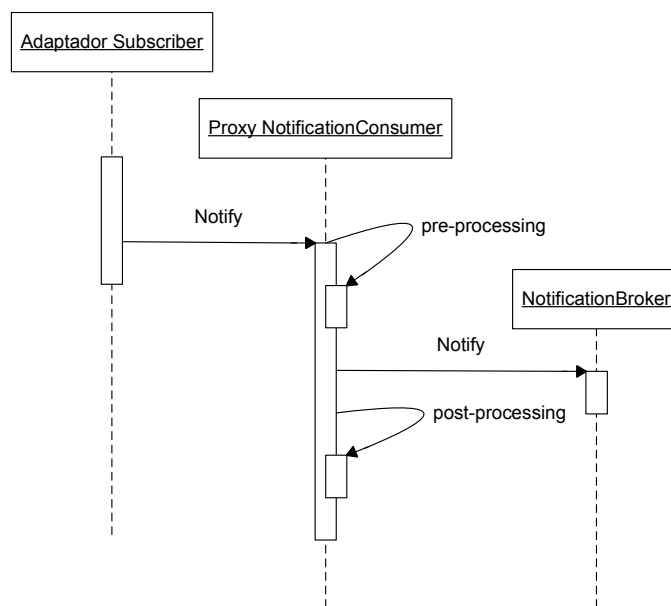 Adaptador Subscriber
Proxy NotificationConsumer
Notify
pre-processing
NotificationBroker
Notify
post-processing